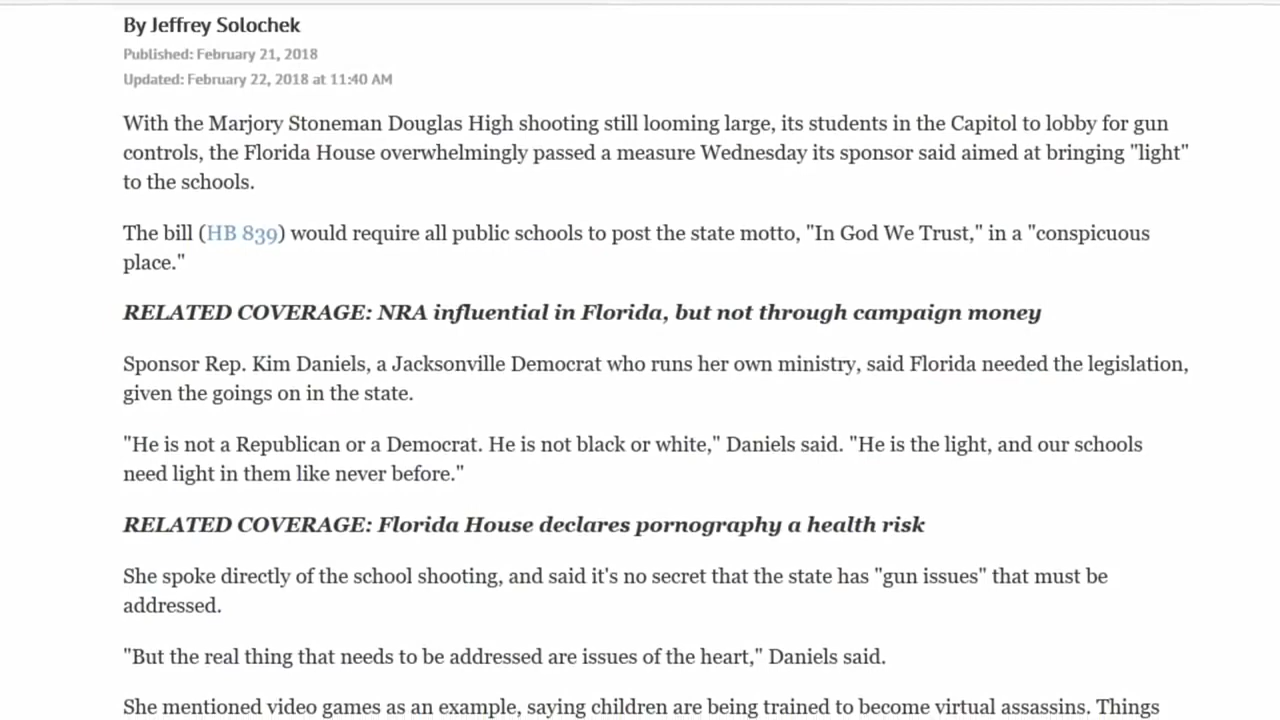 By Jeffrey Solochek
Published: February 21, 2018
Updated: February 22, 2018 at 11:40 AM
With the Marjory Stoneman Douglas High shooting still looming large, its students in the Capitol to lobby for gun
controls, the Florida House overwhelmingly passed a measure Wednesday its sponsor said aimed at bringing "light"
to the schools.
The bill (HB 839) would require all public schools to post the state motto, "In God We Trust," in a "conspicuous
place."
RELATED COVERAGE: NRA influential in Florida, but not through campaign money
Sponsor Rep. Kim Daniels, a Jacksonville Democrat who runs her own ministry, said Florida needed the legislation,
given the goings on in the state.
"He is not a Republican or a Democrat. He is not black or white," Daniels said. "He is the light, and our schools
need light in them like never before."
RELATED COVERAGE: Florida House declares pornography a health risk
She spoke directly of the school shooting, and said it's no secret that the state has "gun issues" that must be
addressed.
"But the real thing that needs to be addressed are issues of the heart," Daniels said.
She mentioned video games as an example, saying children are being trained to become virtual assassins. Things